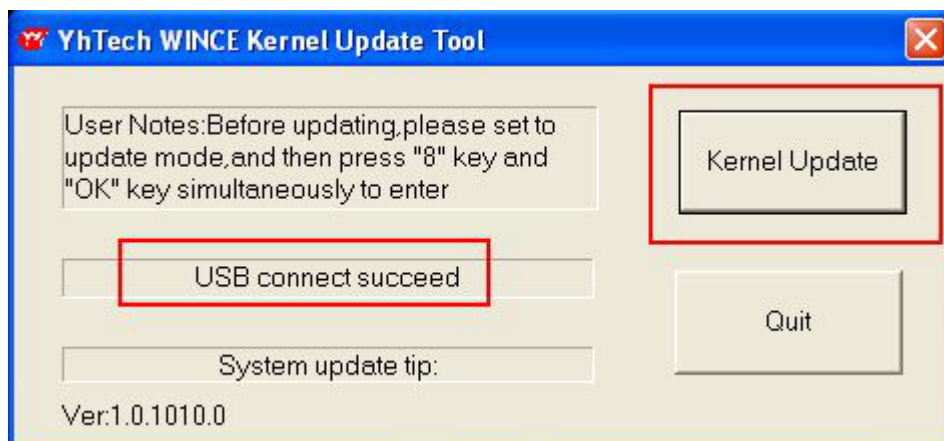 YhTech WINCE Kernel Update Tool
User Notes:Before updating,please set to
update mode,and then press "8" key and
"OK" key simultaneously to enter
Kernel Update
USB connect succeed
Quit
System update tip:
Ver:1.0.1010.0